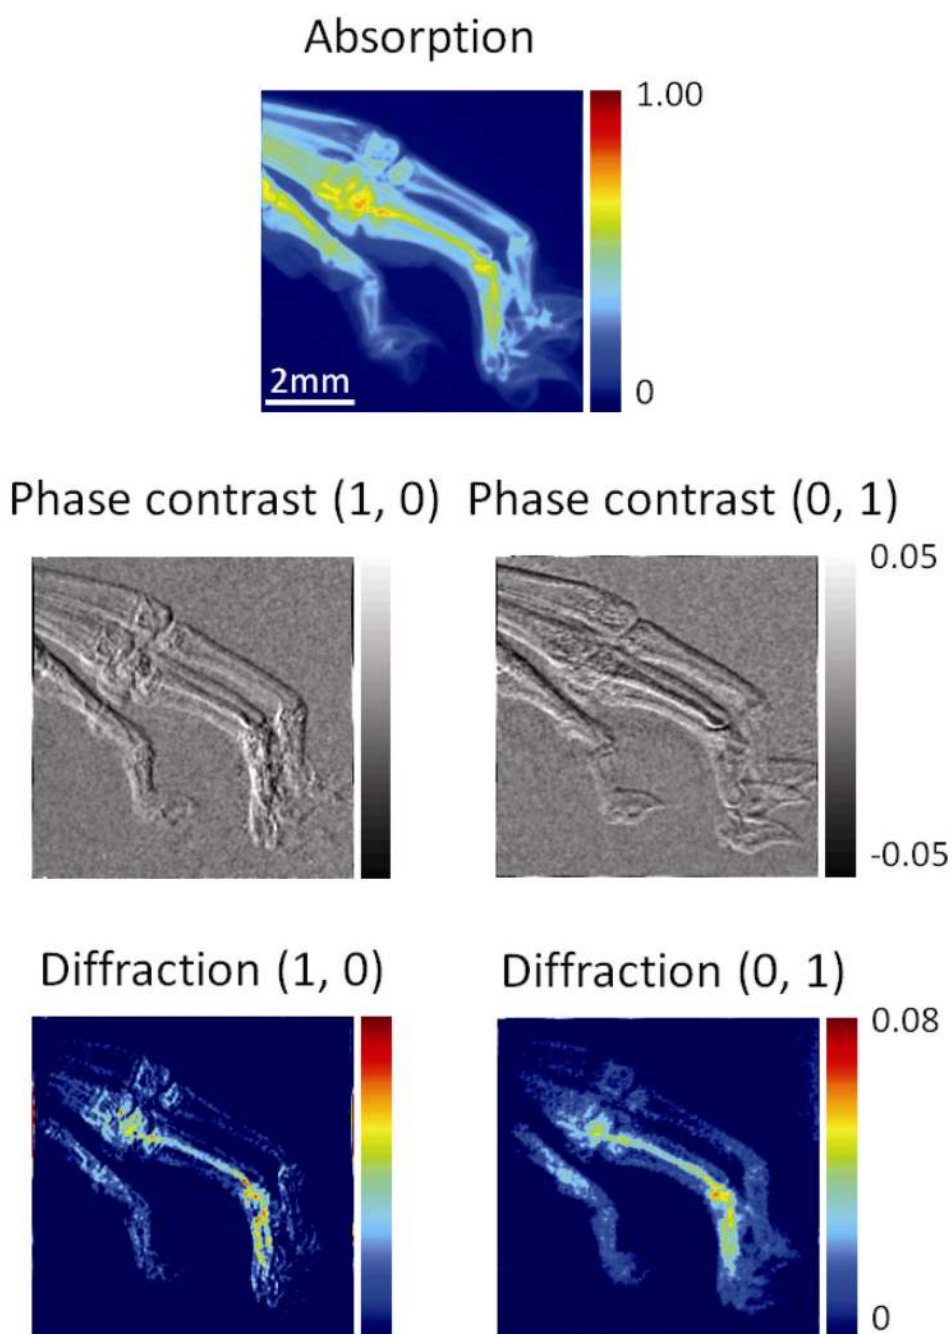 Absorption
1.00
2mm
0
Phase contrast (1, 0) Phase contrast (0, 1)
0.05
-0.05
Diffraction (1, 0) Diffraction (0, 1)
0.08
0